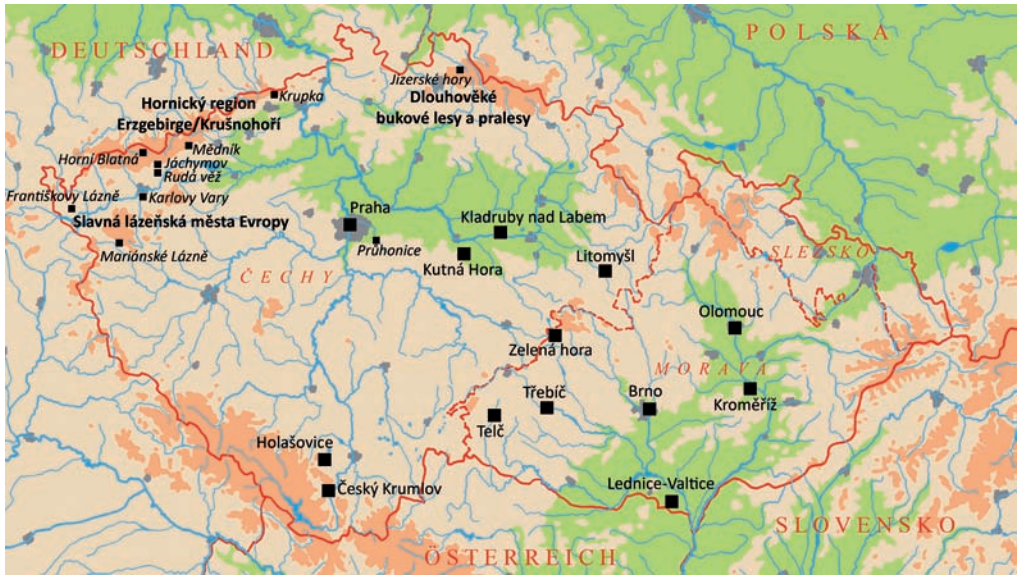 DEUTSCHLAND
POLSKA
Jizerské hory
Dlouhověké
bukové lesy a pralesy
Krupka
Hornický region
Erzgebirge/Krušnohoří
Mědník
Horní Blatná
Jáchymov
Rudá věž
Františkovy Lázně
Karlovy Vary
Slavná lázeňská města Evropy
Mariánské Lázně
Praha
Průhonice
Kladruby nad Labem
Kutná Hora
Litomyšl
ČECHY
SLEZSKO
Olomouc
Zelená hora
MORAVA
Třebíč
Brno
Kroměříž
Telč
Holašovice
Český Krumlov
Lednice-Valtice
SLOVENSKO
ÖSTERREICH